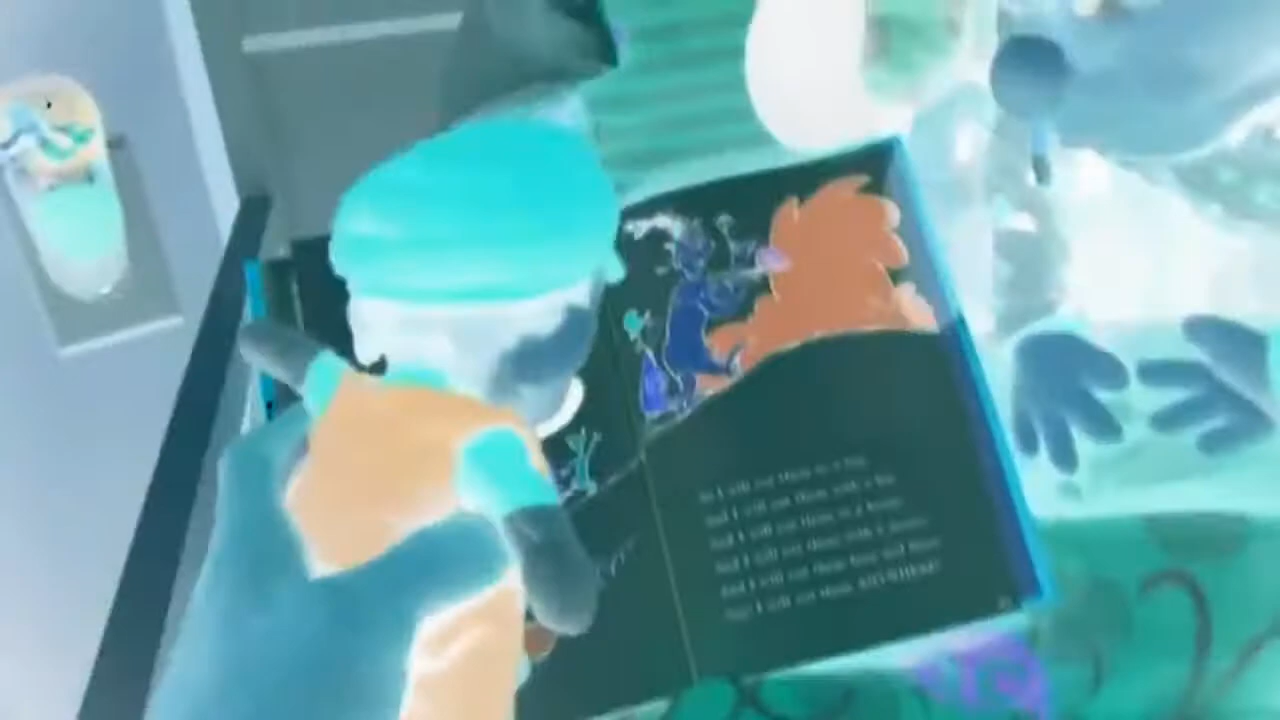 So I will eat them in a box.
And I will eat them with a fox.
And I will eat them in a house.
And I will eat them with a mouse.
And I will eat them here and there.
Say! I will eat them ANYWHERE!